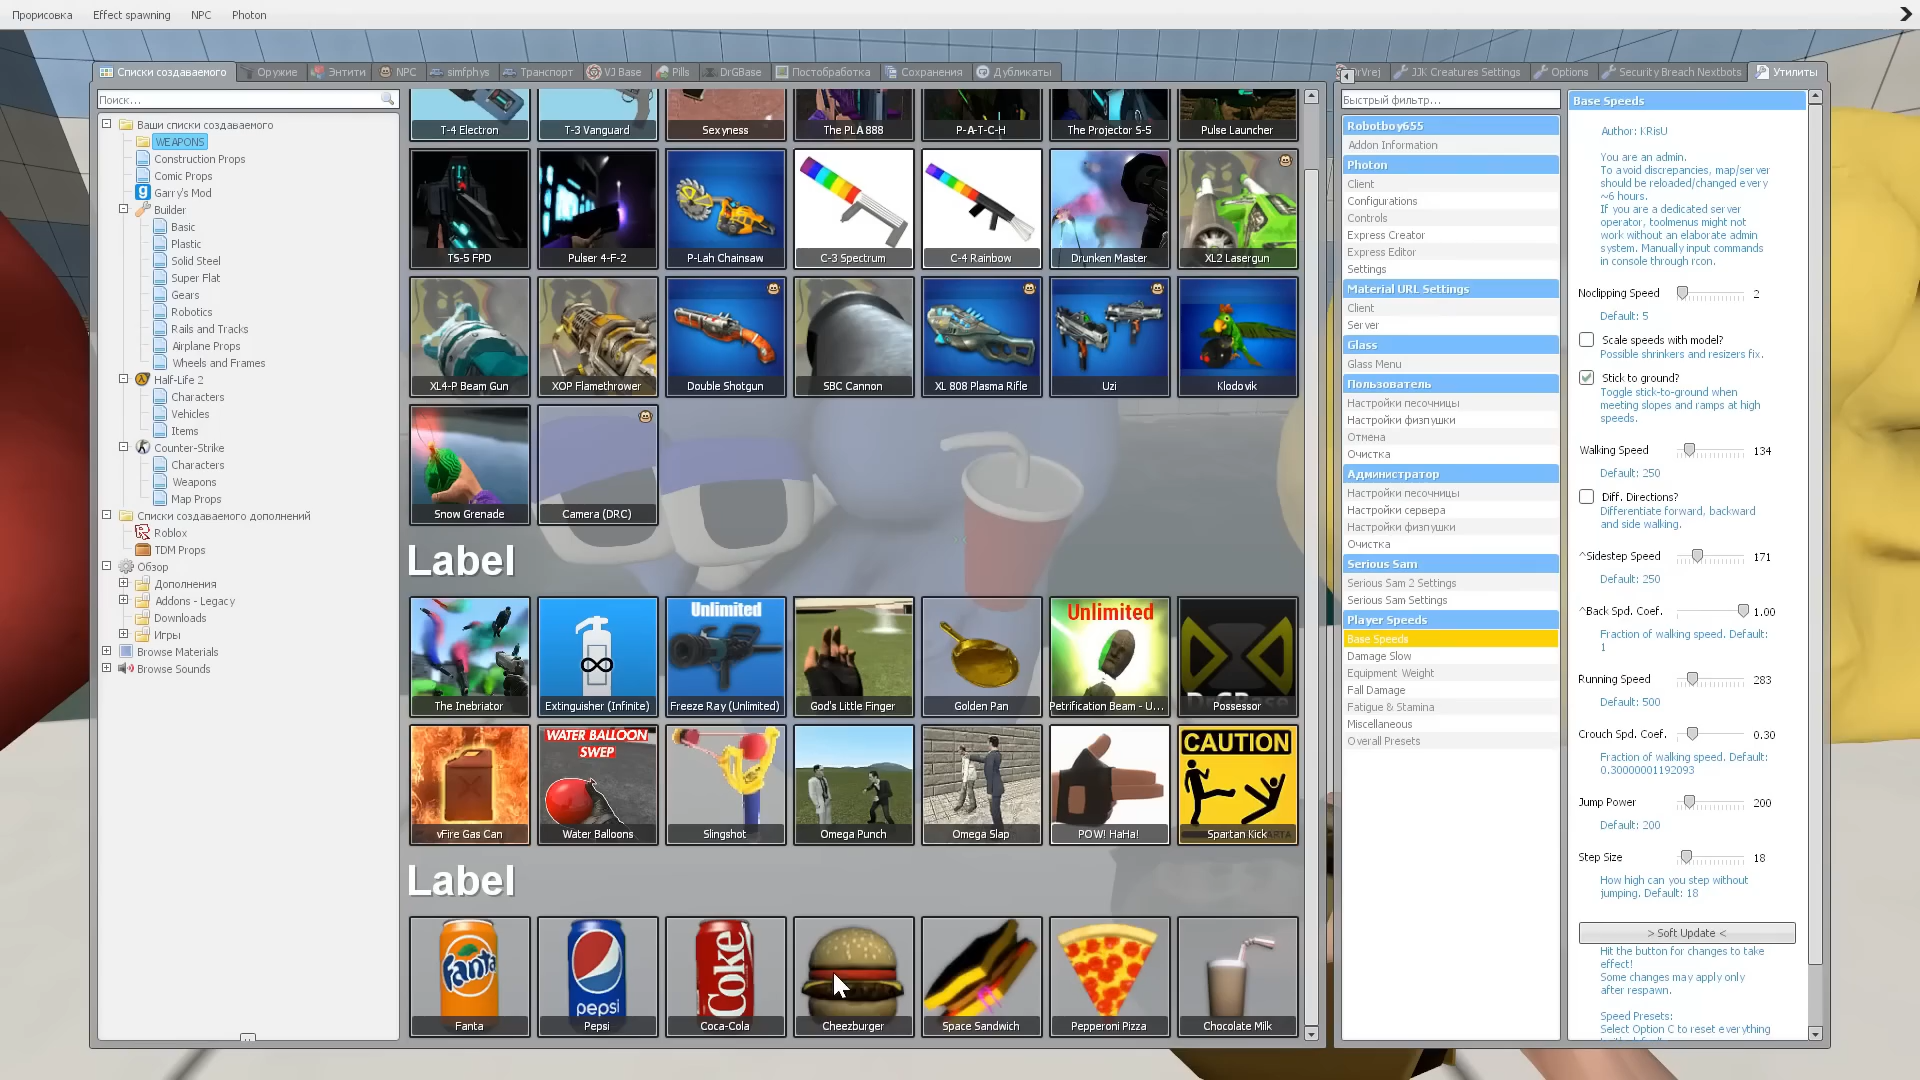 Прорисовка
Effect spawning
NPC
Photon
Списки создаваемого
Оружие
Энтити
NPC
simfphys
Транспорт
VJ Base
Pills
DrGBase
Постобработка
Сохранения
Дубликаты
DrVrej
JJK Creatures Settings
Options
Security Breach Nextbots
Утилиты
Поиск...
Ваши списки создаваемого
WEAPONS
Construction Props
Comic Props
Garry's Mod
Builder
Basic
Plastic
Solid Steel
Super Flat
Gears
Robotics
Rails and Tracks
Airplane Props
Wheels and Frames
Half-Life 2
Characters
Vehicles
Items
Counter-Strike
Characters
Weapons
Map Props
Списки создаваемого дополнений
Roblox
TDM Props
Обзор
Дополнения
Addons - Legacy
Downloads
Игры
Browse Materials
Browse Sounds
T-4 Electron
T-3 Vanguard
Sexyness
The PLA 888
P-A-T-C-H
The Projector S-5
Pulse Launcher
TS-5 FPD
Pulser 4-F-2
P-Lah Chainsaw
C-3 Spectrum
C-4 Rainbow
Drunken Master
XL2 Lasergun
XL4-P Beam Gun
XOP Flamethrower
Double Shotgun
SBC Cannon
XL 808 Plasma Rifle
Uzi
Klodovik
Snow Grenade
Camera (DRC)
Label
Unlimited
Unlimited
The Inebriator
Extinguisher (Infinite)
Freeze Ray (Unlimited)
God's Little Finger
Golden Pan
Petrification Beam - U...
Possessor
WATER BALLOON
SWEP
CAUTION
vFire Gas Can
Water Balloons
Slingshot
Omega Punch
Omega Slap
POW! HaHa!
Spartan Kick
Label
Fanta
pepsi
Coke
Fanta
Pepsi
Coca-Cola
Cheezburger
Space Sandwich
Pepperoni Pizza
Chocolate Milk
Быстрый фильтр...
Robotboy655
Addon Information
Photon
Client
Configurations
Controls
Express Creator
Express Editor
Settings
Material URL Settings
Client
Server
Glass
Glass Menu
Пользователь
Настройки песочницы
Настройки физпушки
Отмена
Очистка
Администратор
Настройки песочницы
Настройки сервера
Настройки физпушки
Очистка
Serious Sam
Serious Sam 2 Settings
Serious Sam Settings
Player Speeds
Base Speeds
Damage Slow
Equipment Weight
Fall Damage
Fatigue & Stamina
Miscellaneous
Overall Presets
Base Speeds
Author: KRisU
You are an admin.
To avoid discrepancies, map/server
should be reloaded/changed every
~6 hours.
If you are a dedicated server
operator, toolmenus might not
work without an elaborate admin
system. Manually input commands
in console through rcon.
Noclipping Speed 2
Default: 5
Scale speeds with model?
Possible shrinkers and resizers fix.
Stick to ground?
Toggle stick-to-ground when
meeting slopes and ramps at high
speeds.
Walking Speed 134
Default: 250
Diff. Directions?
Differentiate forward, backward
and side walking.
^Sidestep Speed 171
Default: 250
^Back Spd. Coef. 1.00
Fraction of walking speed. Default:
1
Running Speed 283
Default: 500
Crouch Spd. Coef. 0.30
Fraction of walking speed. Default:
0.30000001192093
Jump Power 200
Default: 200
Step Size 18
How high can you step without
jumping. Default: 18
> Soft Update <
Hit the button for changes to take
effect!
Some changes may apply only
after respawn.
Speed Presets:
Select Option C to reset everything